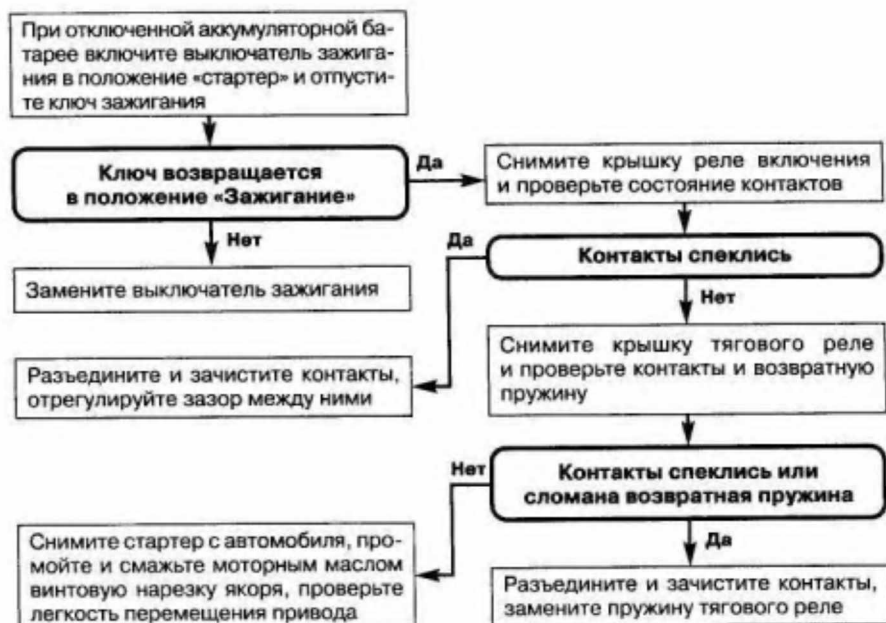 При отключенной аккумуляторной ба-
тарее включите выключатель зажига-
ния в положение «стартер» и отпусти-
те ключ зажигания
Ключ возвращается
в положение «Зажигание»
Да
Снимите крышку реле включения
и проверьте состояние контактов
Нет
Замените выключатель зажигания
Да
Контакты спеклись
Нет
Разъедините и зачистите контакты,
отрегулируйте зазор между ними
Снимите крышку тягового реле
и проверьте контакты и возвратную
пружину
Нет
Контакты спеклись или
сломана возвратная пружина
Да
Снимите стартер с автомобиля, про-
мойте и смажьте моторным маслом
винтовую нарезку якоря, проверьте
легкость перемещения привода
Разъедините и зачистите контакты,
замените пружину тягового реле